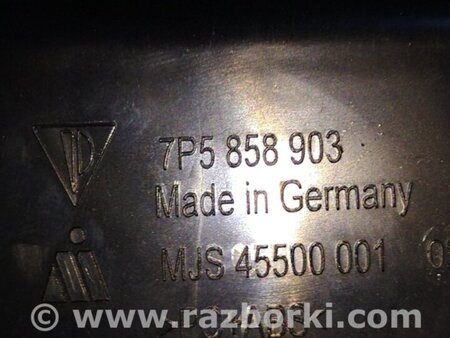 7P5 858 903
Made in Germany
MJS 45500 001
© www.razborki.com